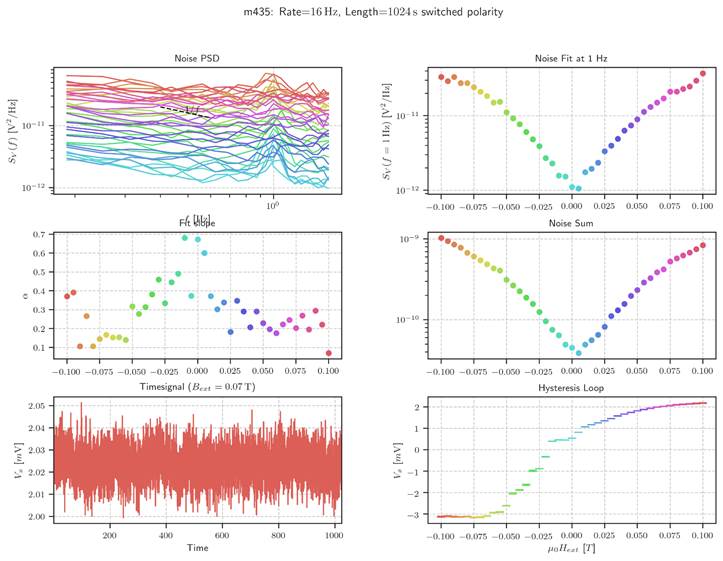 m435: Rate=16 Hz, Length=1024 s switched polarity
Noise PSD
S_V(f) [V²/Hz]
10⁻¹¹
10⁻¹²
1/f
10⁰
f [Hz]
Noise Fit at 1 Hz
S_V(f = 1 Hz) [V²/Hz]
10⁻¹¹
10⁻¹²
−0.100 −0.075 −0.050 −0.025 0.000 0.025 0.050 0.075 0.100
Fit slope
α
0.7
0.6
0.5
0.4
0.3
0.2
0.1
−0.100 −0.075 −0.050 −0.025 0.000 0.025 0.050 0.075 0.100
Noise Sum
10⁻⁹
10⁻¹⁰
−0.100 −0.075 −0.050 −0.025 0.000 0.025 0.050 0.075 0.100
Timesignal (B_ext = 0.07 T)
V_x [mV]
2.05
2.04
2.03
2.02
2.01
2.00
200 400 600 800 1000
Time
Hysteresis Loop
V_x [mV]
2
1
0
−1
−2
−3
−0.100 −0.075 −0.050 −0.025 0.000 0.025 0.050 0.075 0.100
μ₀H_ext [T]